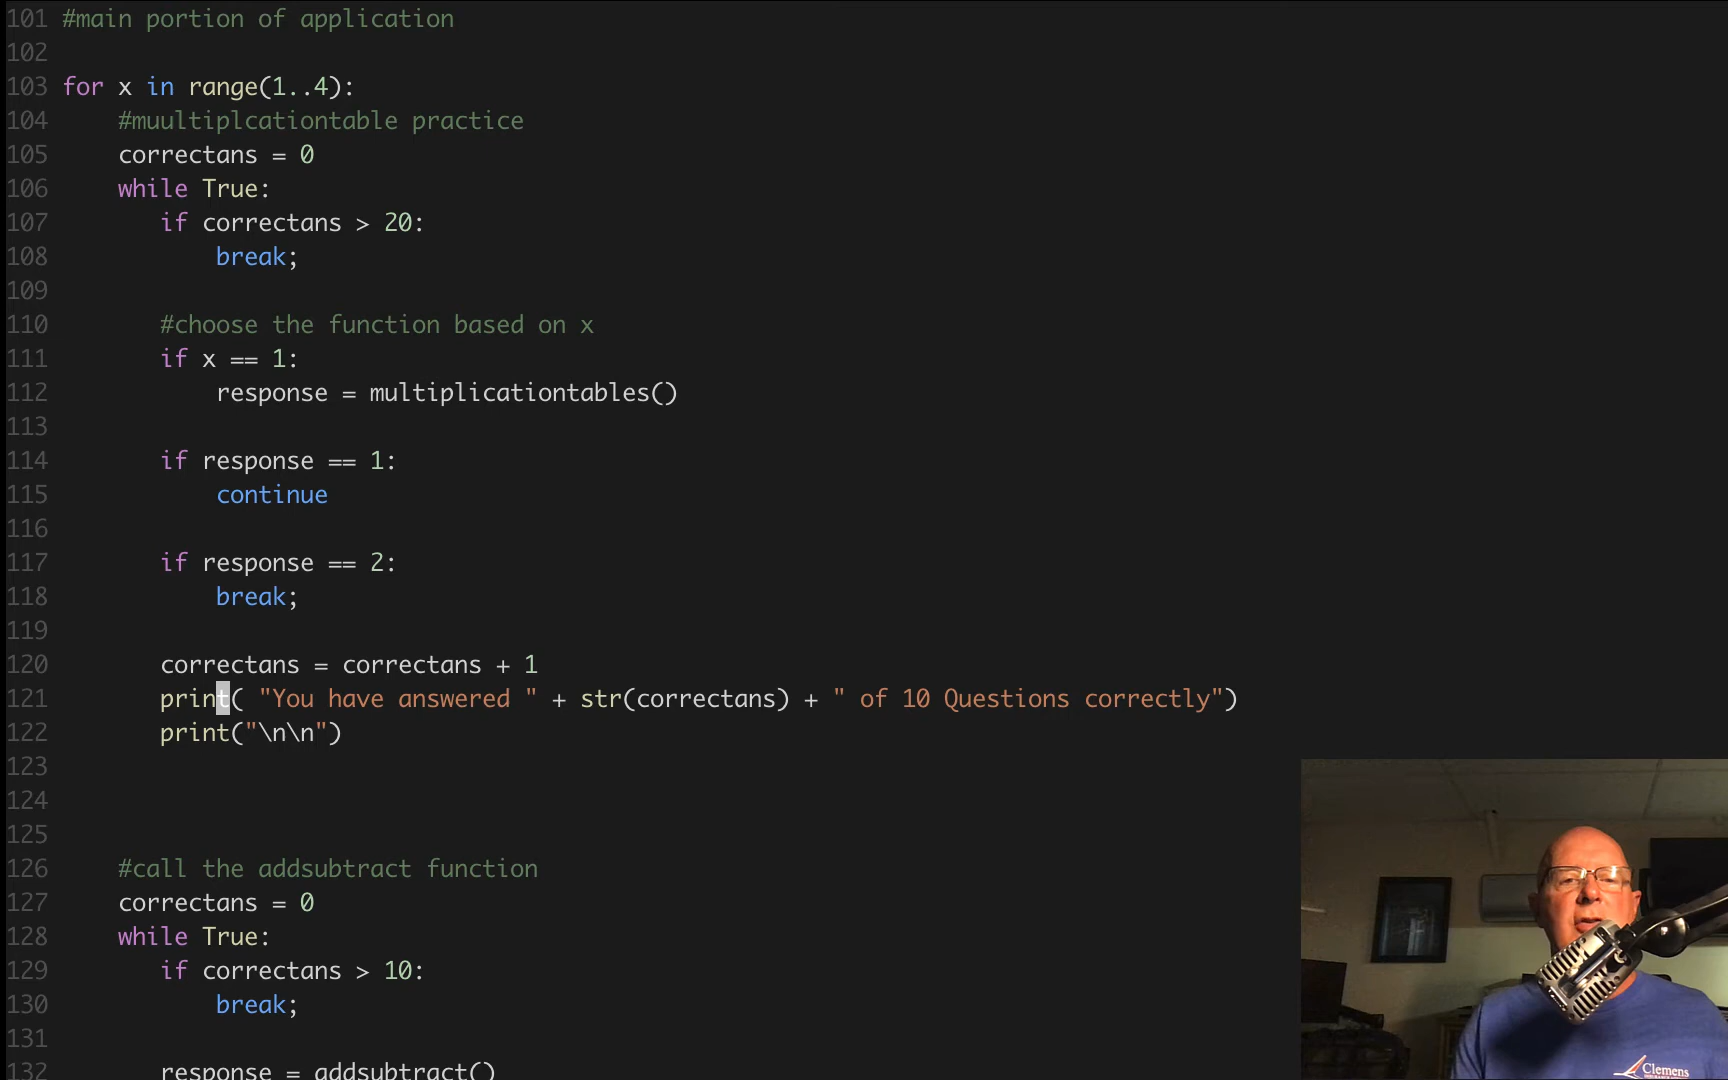 101 #main portion of application
102
103 for x in range(1..4):
104 #muultiplcationtable practice
105 correctans = 0
106 while True:
107 if correctans > 20:
108 break;
109
110 #choose the function based on x
111 if x == 1:
112 response = multiplicationtables()
113
114 if response == 1:
115 continue
116
117 if response == 2:
118 break;
119
120 correctans = correctans + 1
121 print( "You have answered " + str(correctans) + " of 10 Questions correctly")
122 print("\n\n")
123
124
125
126 #call the addsubtract function
127 correctans = 0
128 while True:
129 if correctans > 10:
130 break;
131
132 response = addsubtract()
Clemens